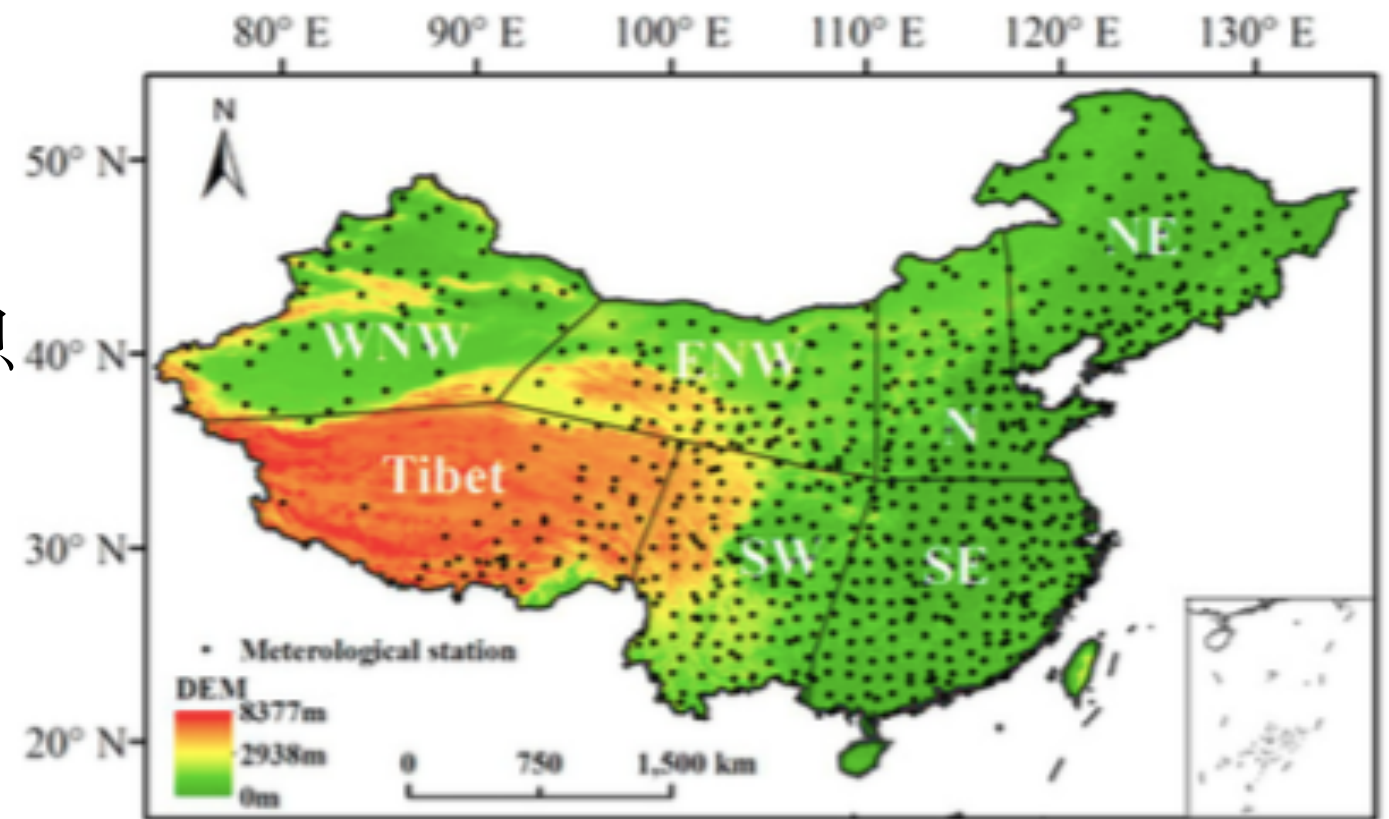 80° E 90° E 100° E 110° E 120° E 130° E
N
50° N
NE
WNW
ENW
40° N
N
Tibet
SW
SE
30° N
Meterological station
DEM
8377m
2938m
0m
20° N
0 750 1,500 km